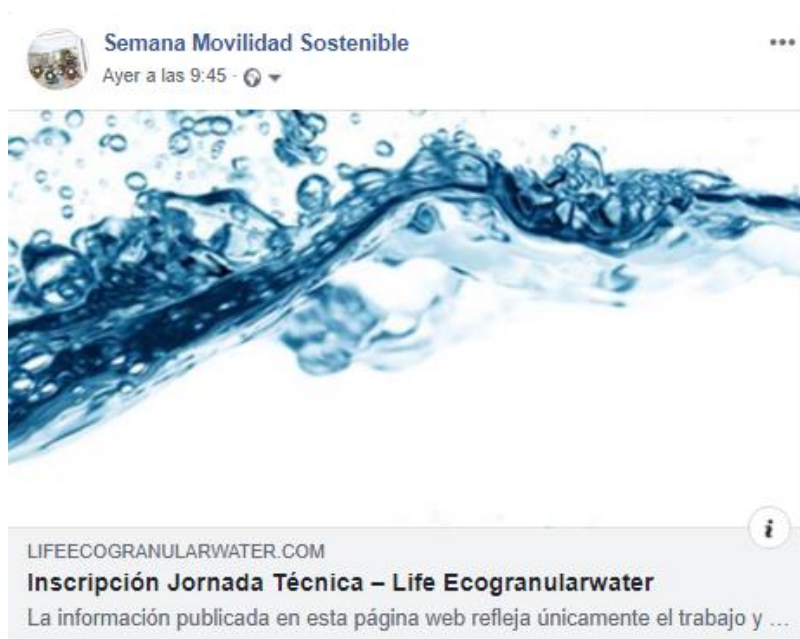 Semana Movilidad Sostenible
Ayer a las 9:45 ·
LIFEECOGRANULARWATER.COM
Inscripción Jornada Técnica – Life Ecogranularwater
La información publicada en esta página web refleja únicamente el trabajo y ...